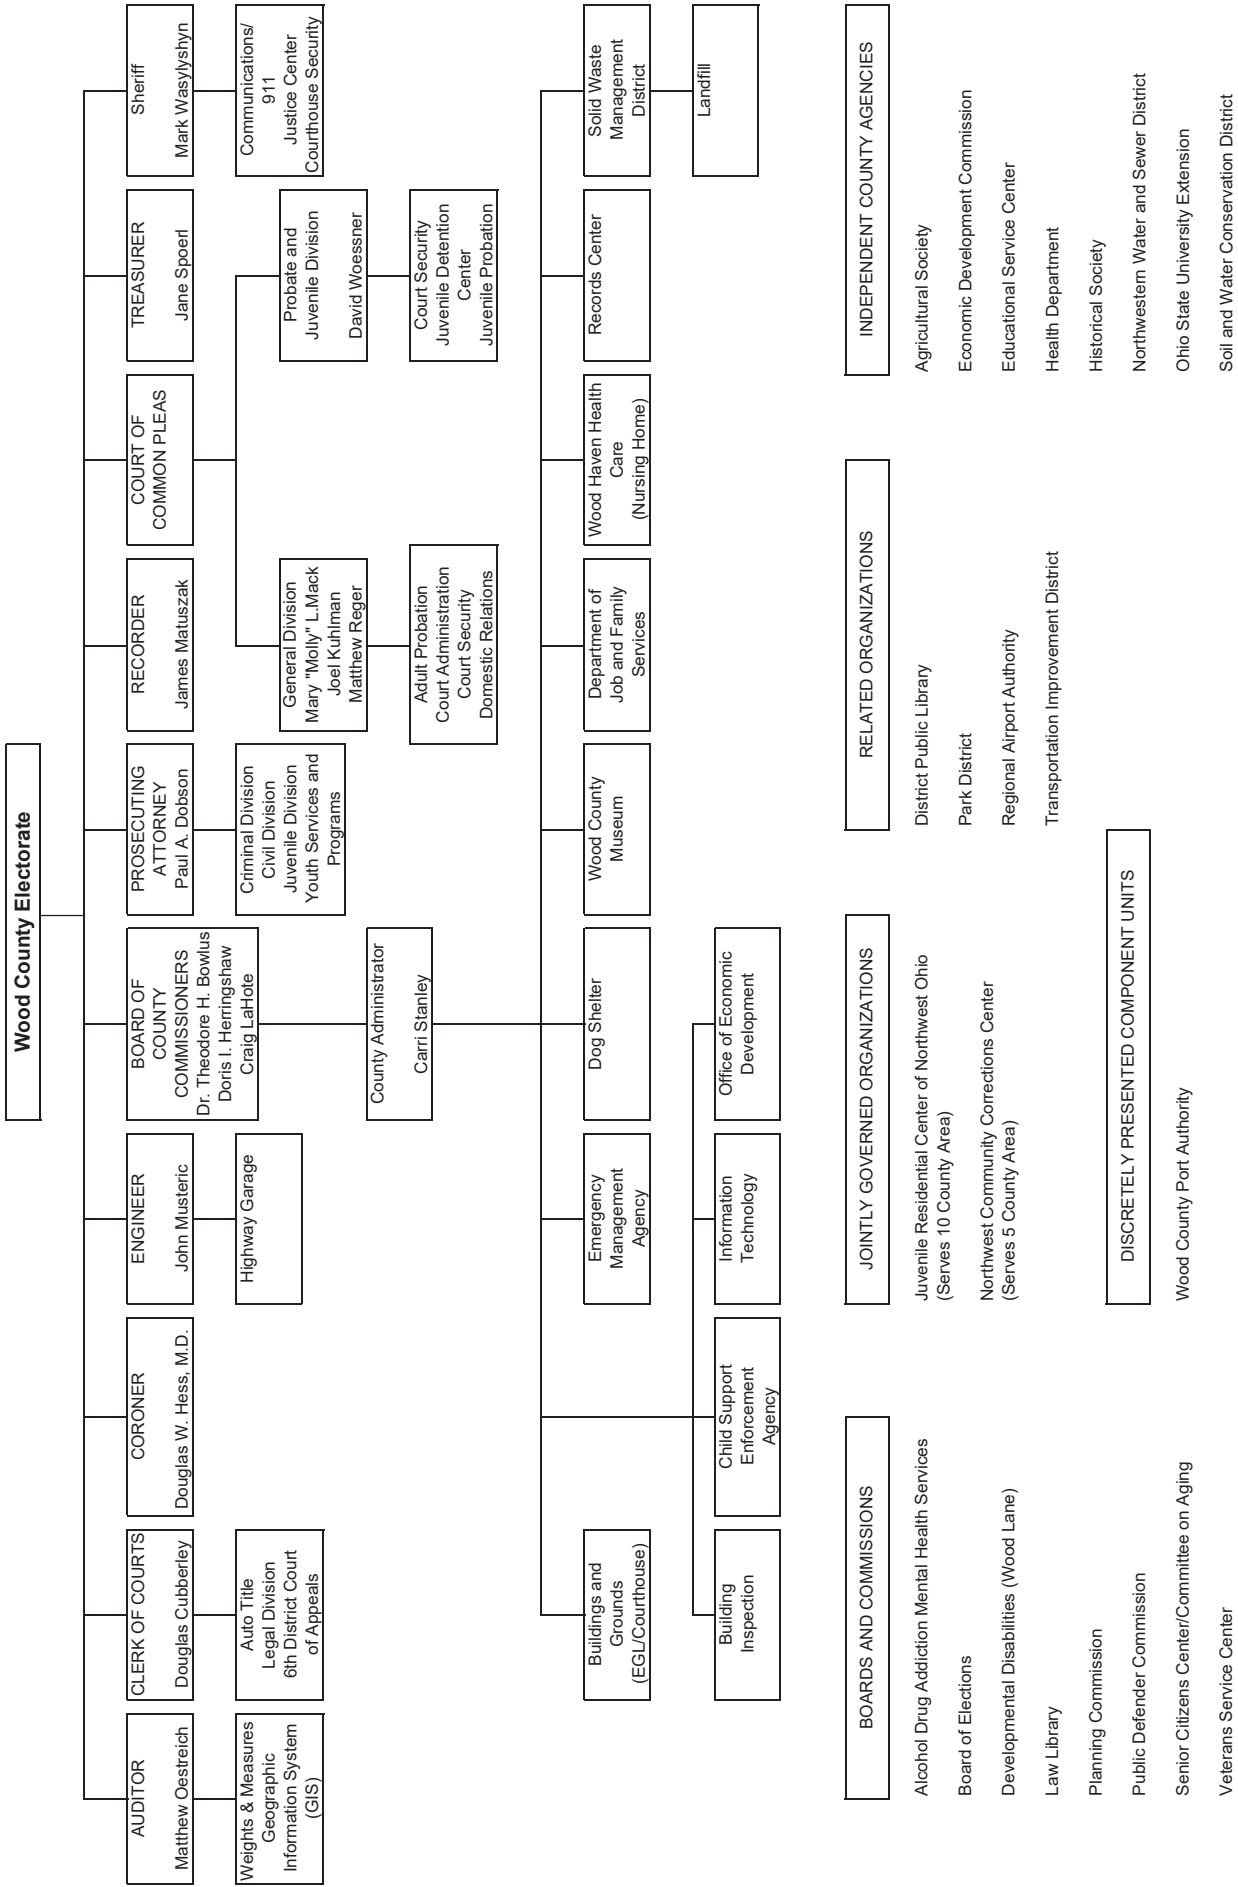 Wood County Electorate
AUDITOR
Matthew Oestreich
CLERK OF COURTS
Douglas Cubberley
CORONER
Douglas W. Hess, M.D.
ENGINEER
John Musteric
BOARD OF
COUNTY
COMMISSIONERS
Dr. Theodore H. Bowlus
Doris I. Herringshaw
Craig LaHote
PROSECUTING
ATTORNEY
Paul A. Dobson
RECORDER
James Matuszak
COURT OF
COMMON PLEAS
TREASURER
Jane Spoerl
Sheriff
Mark Wasylyshyn
Weights & Measures
Geographic
Information System
(GIS)
Auto Title
Legal Division
6th District Court
of Appeals
Highway Garage
Criminal Division
Civil Division
Juvenile Division
Youth Services and
Programs
Communications/
911
Justice Center
Courthouse Security
General Division
Mary "Molly" L.Mack
Joel Kuhlman
Matthew Reger
Probate and
Juvenile Division
David Woessner
County Administrator
Carri Stanley
Adult Probation
Court Administration
Court Security
Domestic Relations
Court Security
Juvenile Detention
Center
Juvenile Probation
Buildings and
Grounds
(EGL/Courthouse)
Emergency
Management
Agency
Dog Shelter
Wood County
Museum
Department of
Job and Family
Services
Wood Haven Health
Care
(Nursing Home)
Records Center
Solid Waste
Management
District
Building
Inspection
Child Support
Enforcement
Agency
Information
Technology
Office of Economic
Development
Landfill
BOARDS AND COMMISSIONS
Alcohol Drug Addiction Mental Health Services
Board of Elections
Developmental Disabilities (Wood Lane)
Law Library
Planning Commission
Public Defender Commission
Senior Citizens Center/Committee on Aging
Veterans Service Center
JOINTLY GOVERNED ORGANIZATIONS
Juvenile Residential Center of Northwest Ohio
(Serves 10 County Area)
Northwest Community Corrections Center
(Serves 5 County Area)
DISCRETELY PRESENTED COMPONENT UNITS
Wood County Port Authority
RELATED ORGANIZATIONS
District Public Library
Park District
Regional Airport Authority
Transportation Improvement District
INDEPENDENT COUNTY AGENCIES
Agricultural Society
Economic Development Commission
Educational Service Center
Health Department
Historical Society
Northwestern Water and Sewer District
Ohio State University Extension
Soil and Water Conservation District